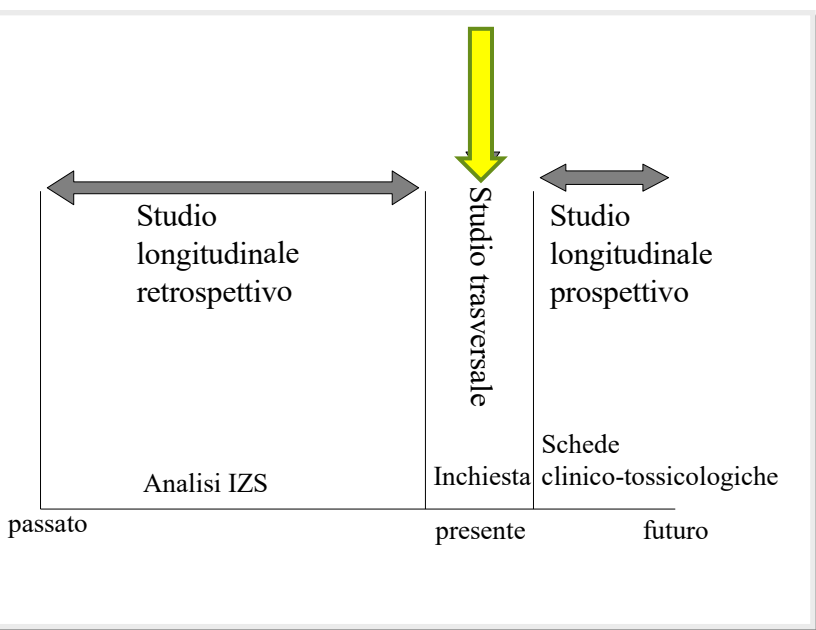 Studio
longitudinale
retrospettivo
Studio trasversale
Studio
longitudinale
prospettivo
Analisi IZS
Inchiesta
Schede
clinico-tossicologiche
passato
presente
futuro